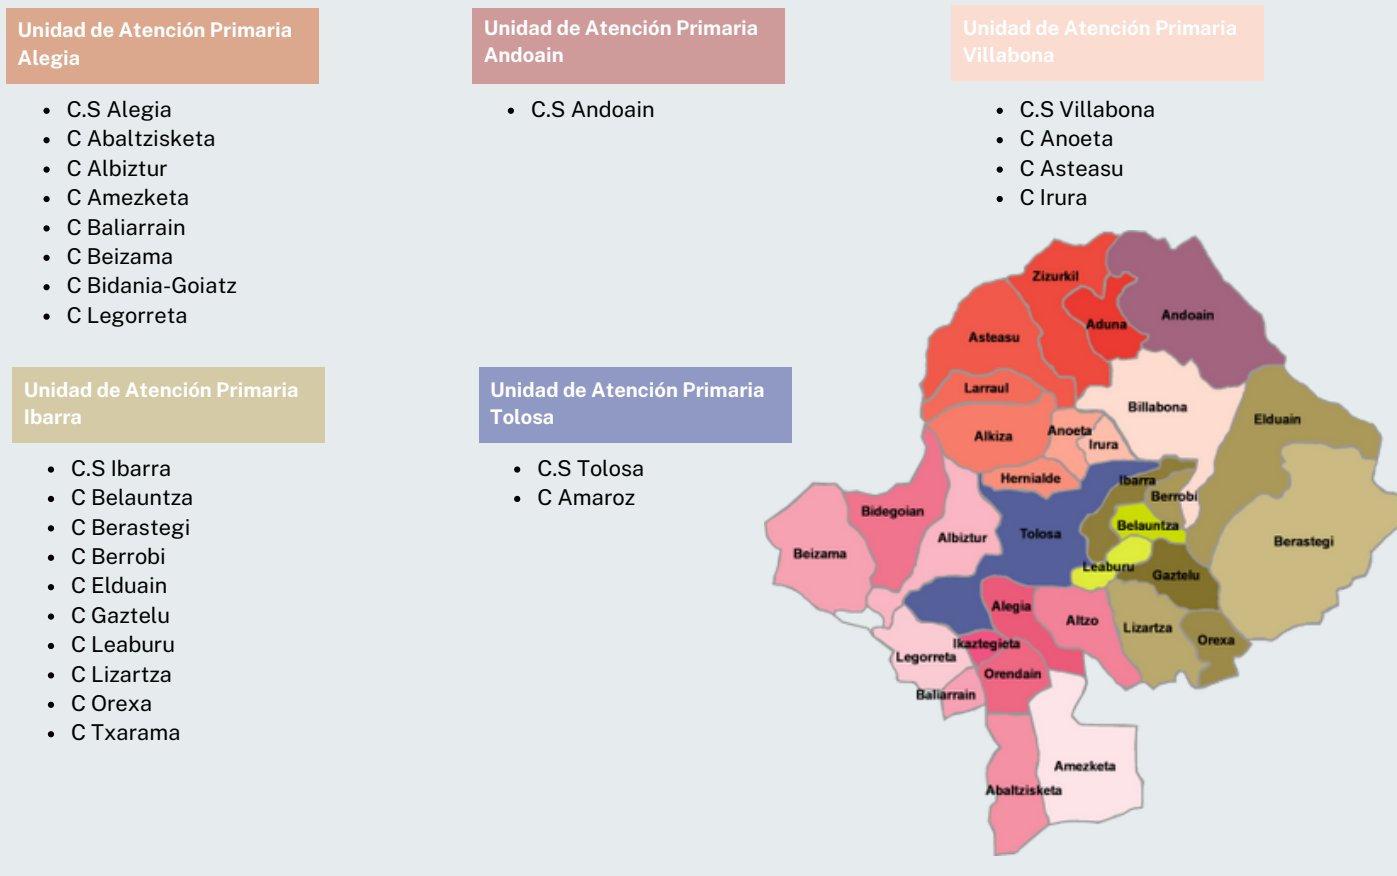 Unidad de Atención Primaria
Alegia
• C.S Alegia
• C Abaltzisketa
• C Albiztur
• C Amezketa
• C Baliarrain
• C Beizama
• C Bidania-Goiatz
• C Legorreta
Unidad de Atención Primaria
Andoain
• C.S Andoain
Unidad de Atención Primaria
Villabona
• C.S Villabona
• C Anoeta
• C Asteasu
• C Irura
Unidad de Atención Primaria
Ibarra
• C.S Ibarra
• C Belauntza
• C Berastegi
• C Berrobi
• C Elduain
• C Gaztelu
• C Leaburu
• C Lizartza
• C Orexa
• C Txarama
Unidad de Atención Primaria
Tolosa
• C.S Tolosa
• C Amaroz
Zizurkil
Andoain
Aduna
Asteasu
Larraul
Billabona
Elduain
Alkiza
Anoeta
Irura
Hernialde
Ibarra
Berrobi
Bidegoian
Belauntza
Albiztur
Tolosa
Berastegi
Beizama
Leaburu
Gaztelu
Alegia
Altzo
Lizartza
Orexa
Ikaztegieta
Legorreta
Orendain
Baliarrain
Amezketa
Abaltzisketa